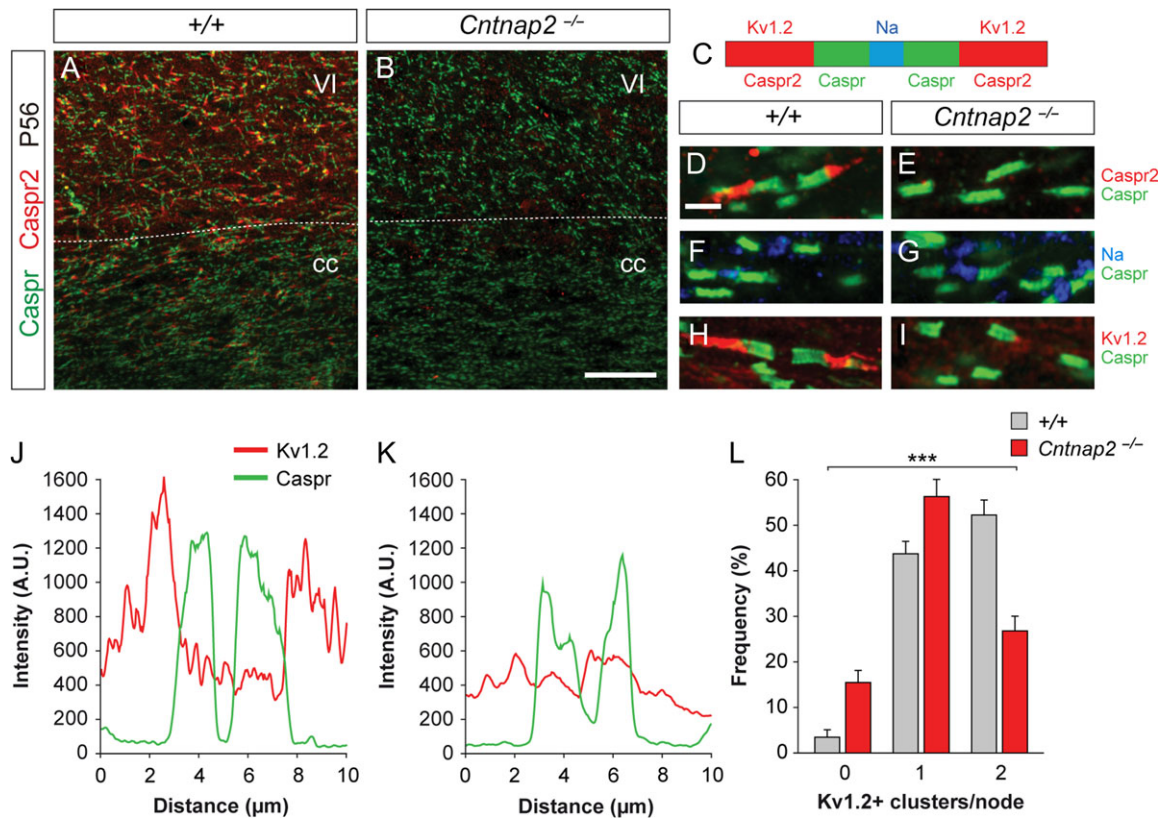 +/+
Cntnap2 –/–
A
B
VI
VI
cc
cc
Caspr Caspr2 P56
C
Kv1.2
Na
Kv1.2
Caspr2
Caspr
Caspr
Caspr2
+/+
Cntnap2 –/–
D
E
Caspr2
Caspr
F
G
Na
Caspr
H
I
Kv1.2
Caspr
J
Kv1.2
Caspr
1600
1400
1200
1000
800
600
400
200
0
Intensity (A.U.)
0 2 4 6 8 10
Distance (µm)
K
1600
1400
1200
1000
800
600
400
200
0
Intensity (A.U.)
0 2 4 6 8 10
Distance (µm)
L
+/+
Cntnap2 –/–
***
60
50
40
30
20
10
0
Frequency (%)
0 1 2
Kv1.2+ clusters/node